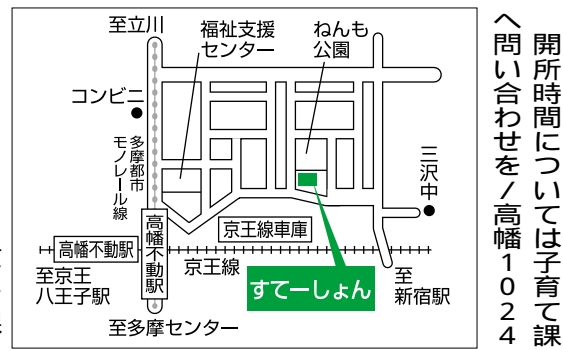 開所時間については子育て課
へ問い合わせを/高幡1024
至立川
福祉支援
センター
ねんも
公園
コンビニ
多摩都市
モノレール線
三沢中
高幡不動駅
高幡不動駅
京王線車庫
京王線
至京王
八王子駅
すてーしょん
至
新宿駅
至多摩センター